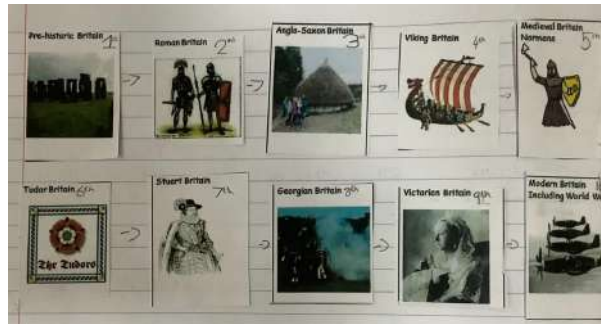 Pre-historic Britain 1st
Roman Britain 2nd
Anglo-Saxon Britain 3rd
Viking Britain 4th
Medieval Britain
Normans 5th
Tudor Britain 6th
The Tudors
Stuart Britain 7th
Georgian Britain 8th
Victorian Britain 9th
Modern Britain
Including World W